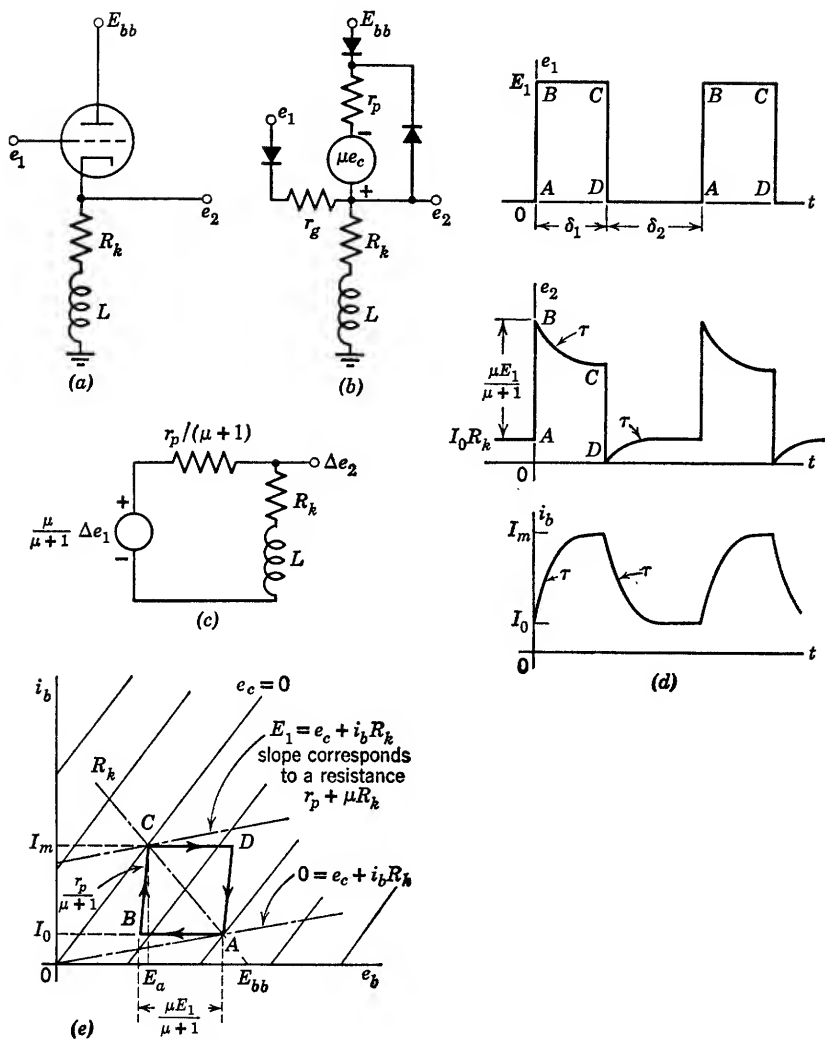 E_bb
e_1
e_2
R_k
L
(a)
E_bb
r_p
e_1
−
μe_c
+
r_g
e_2
R_k
L
(b)
r_p/(μ+1)
Δe_2
+
μ/(μ+1) Δe_1
−
R_k
L
(c)
e_1
E_1
B C B C
A D A D
0 t
δ_1 δ_2
e_2
B
τ
μE_1/(μ+1)
C
τ
I_0R_k A D
0 t
i_b
I_m
τ τ
I_0
0 t
(d)
i_b
e_c = 0
E_1 = e_c + i_bR_k
slope corresponds
to a resistance
r_p + μR_k
R_k
C
I_m D
r_p/(μ+1)
0 = e_c + i_bR_k
B
I_0 A
0 E_a E_bb e_b
μE_1/(μ+1)
(e)